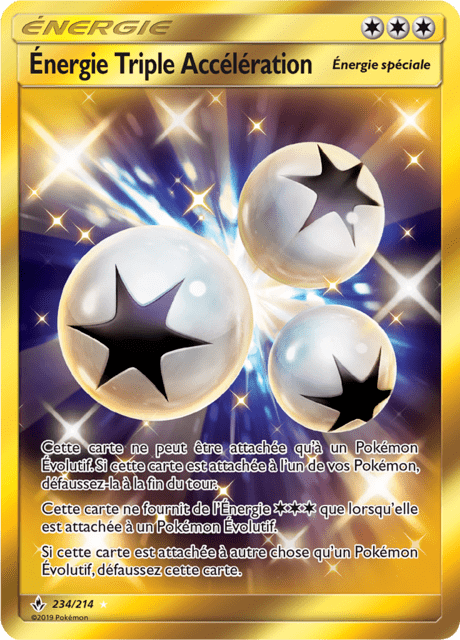 ÉNERGIE
Énergie Triple Accélération Énergie spéciale
Cette carte ne peut être attachée qu'à un Pokémon
Évolutif. Si cette carte est attachée à l'un de vos Pokémon,
défaussez-la à la fin du tour.
Cette carte ne fournit de l'Énergie ✶✶✶ que lorsqu'elle
est attachée à un Pokémon Évolutif.
Si cette carte est attachée à autre chose qu'un Pokémon
Évolutif, défaussez cette carte.
234/214 ★
©2019 Pokémon